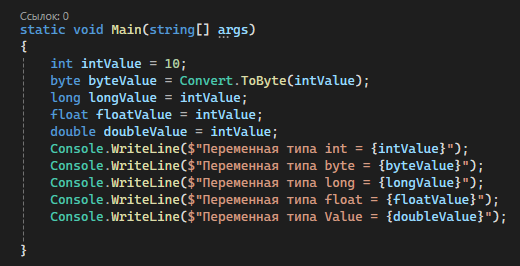 Ссылок: 0
static void Main(string[] args)
{
int intValue = 10;
byte byteValue = Convert.ToByte(intValue);
long longValue = intValue;
float floatValue = intValue;
double doubleValue = intValue;
Console.WriteLine($"Переменная типа int = {intValue}");
Console.WriteLine($"Переменная типа byte = {byteValue}");
Console.WriteLine($"Переменная типа long = {longValue}");
Console.WriteLine($"Переменная типа float = {floatValue}");
Console.WriteLine($"Переменная типа Value = {doubleValue}");
}